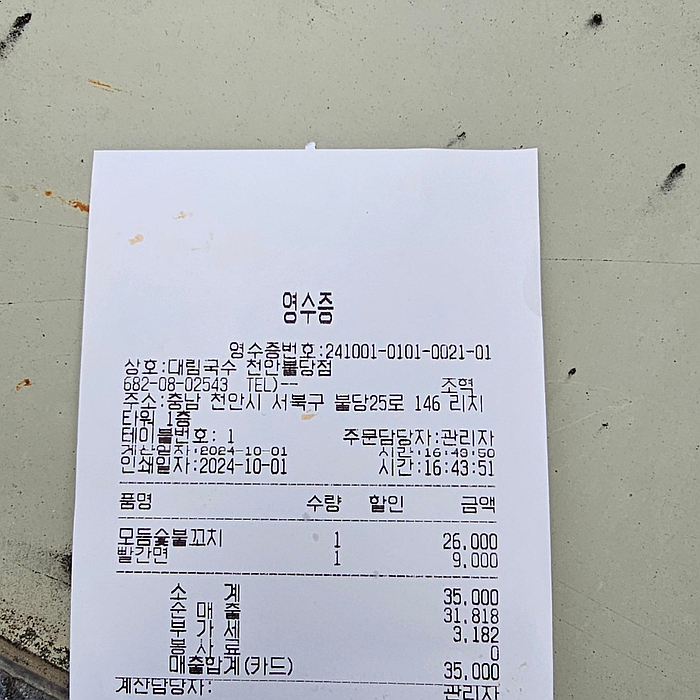 영수증
영수증번호:241001-0101-0021-01
상호:대림국수 천안불당점
682-08-02543 TEL)-- 조혁
주소:충남 천안시 서북구 불당25로 146 리치
타워 1층
테이블번호: 1 주문담당자:관리자
계산일자:2024-10-01 시간:16:43:50
인쇄일자:2024-10-01 시간:16:43:51
품명 수량 할인 금액
모듬숯불꼬치 1 26,000
빨간면 1 9,000
소 계 35,000
순 매 출 31,818
부 가 세 3,182
봉 사 료 0
매출합계(카드) 35,000
계산담당자: 관리자